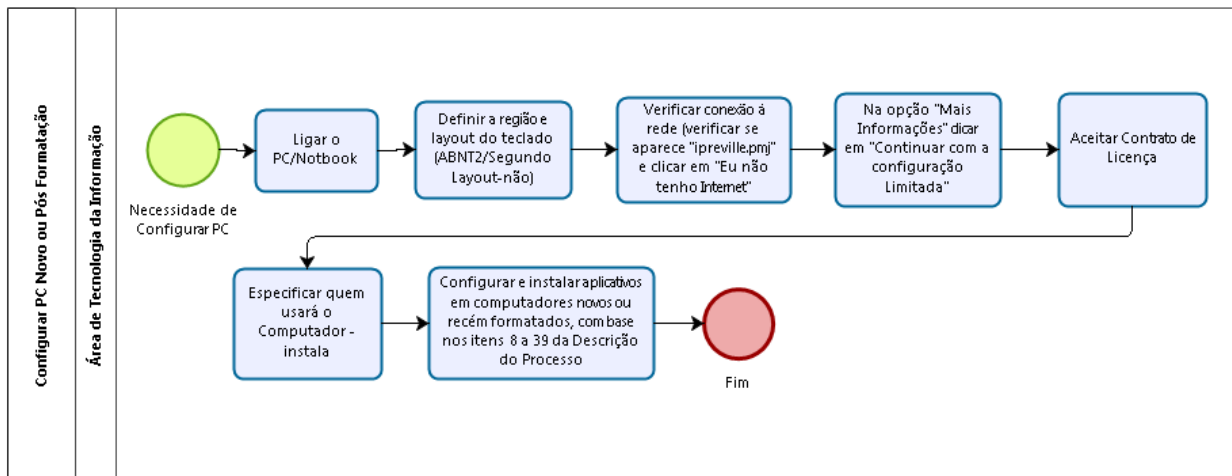 Configurar PC Novo ou Pós Formatação
Área de Tecnologia da Informação
Necessidade de
Configurar PC
Ligar o
PC/Notbook
Definir a região e
layout do teclado
(ABNT2/Segundo
Layout-não)
Verificar conexão á
rede (verificar se
aparece "ipreville.pmj"
e clicar em "Eu não
tenho Internet"
Na opção "Mais
Informações" clicar
em "Continuar com a
configuração
Limitada"
Aceitar Contrato de
Licença
Especificar quem
usará o
Computador -
instala
Configurar e instalar aplicativos
em computadores novos ou
recém formatados, com base
nos itens 8 a 39 da Descrição
do Processo
Fim